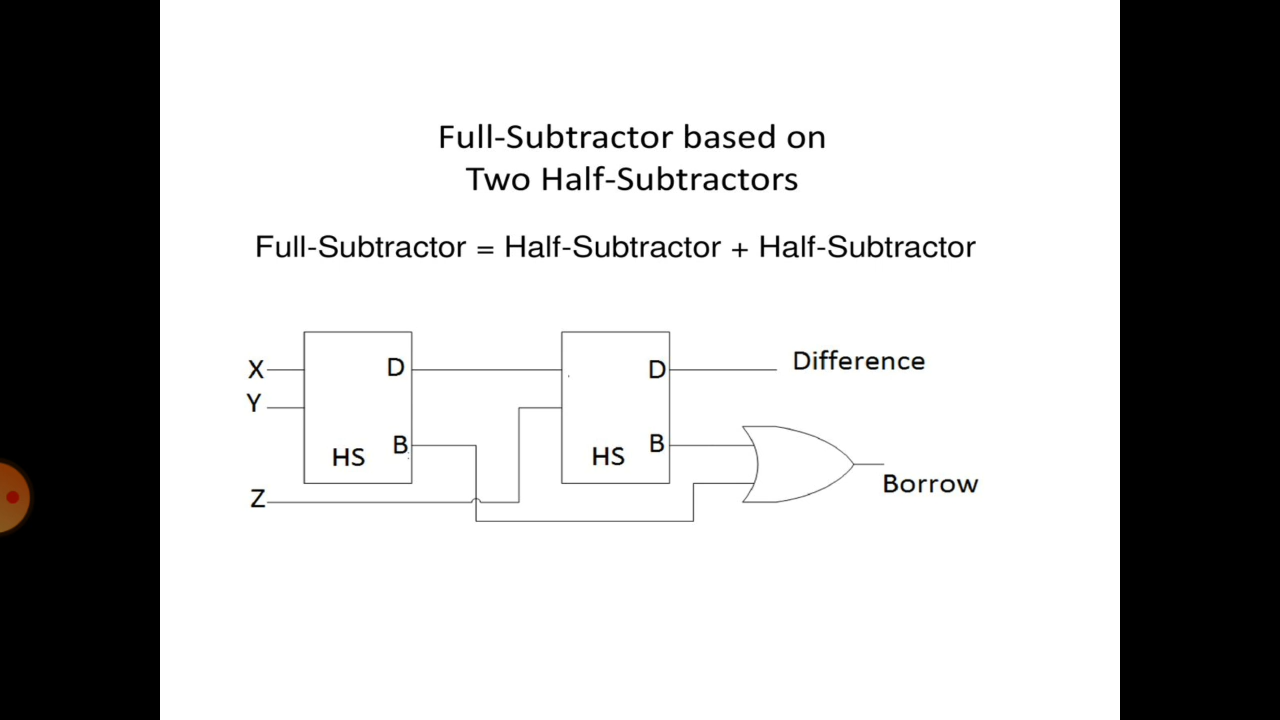 Full-Subtractor based on
Two Half-Subtractors
Full-Subtractor = Half-Subtractor + Half-Subtractor
X
Y
D
B
HS
Z
D
B
HS
Difference
Borrow